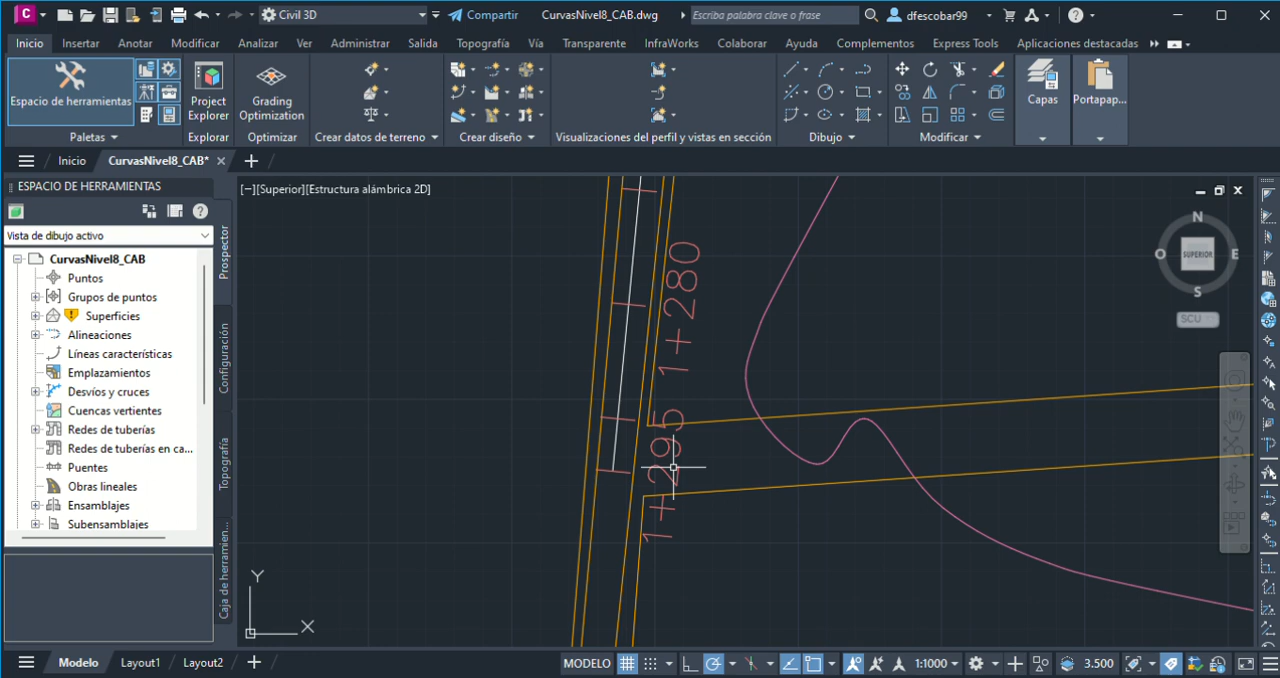 C Civil 3D Compartir CurvasNivel8_CAB.dwg Escriba palabra clave o frase dfescobar99
Inicio Insertar Anotar Modificar Analizar Ver Administrar Salida Topografía Vía Transparente InfraWorks Colaborar Ayuda Complementos Express Tools Aplicaciones destacadas
Espacio de herramientas
Project Explorer
Grading Optimization
Capas
Portapap...
Paletas Explorar Optimizar Crear datos de terreno Crear diseño Visualizaciones del perfil y vistas en sección Dibujo Modificar
Inicio CurvasNivel8_CAB*
ESPACIO DE HERRAMIENTAS
Vista de dibujo activo
CurvasNivel8_CAB
Puntos
Grupos de puntos
Superficies
Alineaciones
Líneas características
Emplazamientos
Desvíos y cruces
Cuencas vertientes
Redes de tuberías
Redes de tuberías en ca...
Puentes
Obras lineales
Ensamblajes
Subensamblajes
Prospector
Configuración
Topografía
Caja de herramien...
[−][Superior][Estructura alámbrica 2D]
1+280
1+295
N
O SUPERIOR E
S
SCU
Y
X
Modelo Layout1 Layout2
MODELO 1:1000 3.500